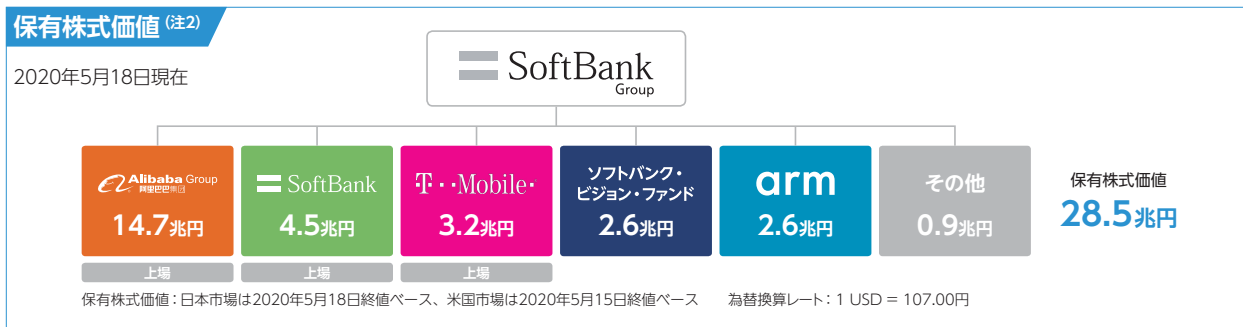 保有株式価値 (注2)
2020年5月18日現在
SoftBank
Group
Alibaba Group
阿里巴巴集団
14.7兆円
SoftBank
4.5兆円
T··Mobile·
3.2兆円
ソフトバンク・
ビジョン・ファンド
2.6兆円
arm
2.6兆円
その他
0.9兆円
保有株式価値
28.5兆円
上場
上場
上場
保有株式価値：日本市場は2020年5月18日終値ベース、米国市場は2020年5月15日終値ベース 為替換算レート：1 USD = 107.00円